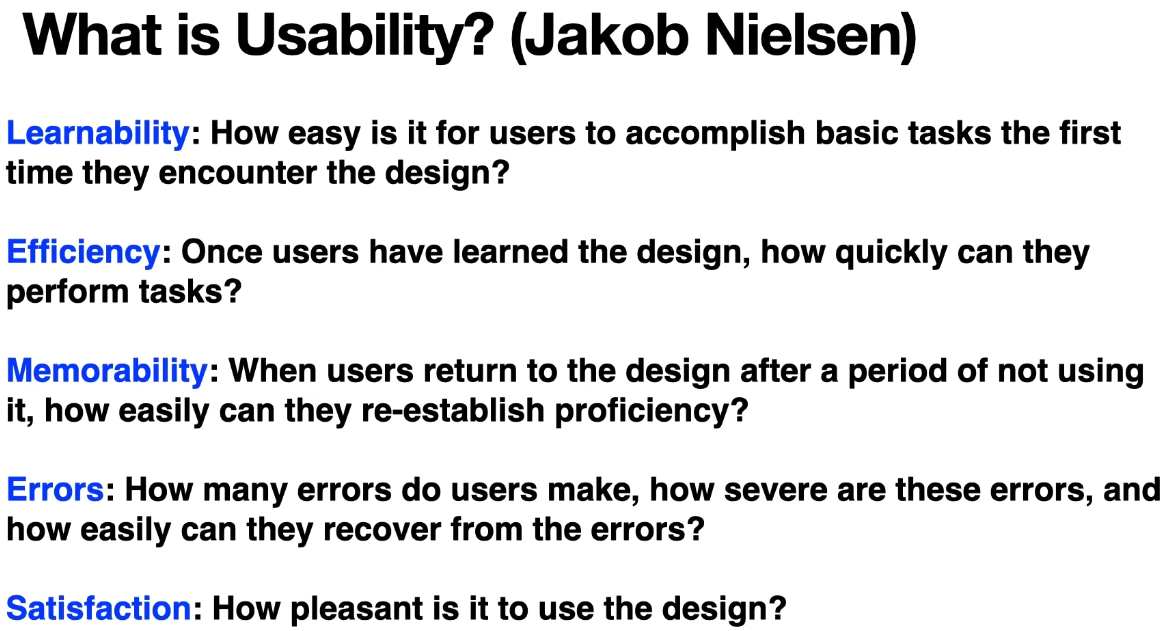 What is Usability? (Jakob Nielsen)
Learnability: How easy is it for users to accomplish basic tasks the first
time they encounter the design?
Efficiency: Once users have learned the design, how quickly can they
perform tasks?
Memorability: When users return to the design after a period of not using
it, how easily can they re-establish proficiency?
Errors: How many errors do users make, how severe are these errors, and
how easily can they recover from the errors?
Satisfaction: How pleasant is it to use the design?